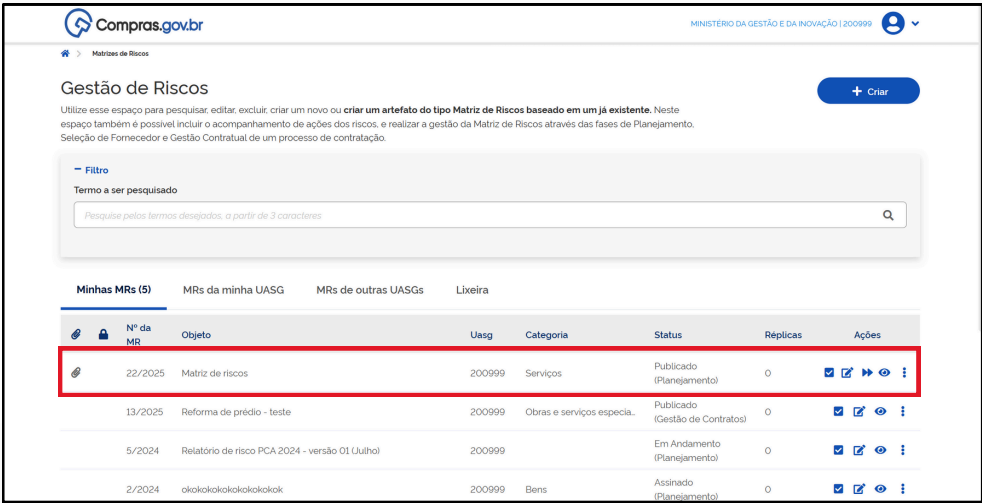 Compras.gov.br
MINISTÉRIO DA GESTÃO E DA INOVAÇÃO | 200999
Matrizes de Riscos
Gestão de Riscos
+ Criar
Utilize esse espaço para pesquisar, editar, excluir, criar um novo ou criar um artefato do tipo Matriz de Riscos baseado em um já existente. Neste
espaço também é possível incluir o acompanhamento de ações dos riscos, e realizar a gestão da Matriz de Riscos através das fases de Planejamento,
Seleção de Fornecedor e Gestão Contratual de um processo de contratação.
− Filtro
Termo a ser pesquisado
Pesquise pelos termos desejados, a partir de 3 caracteres
Minhas MRs (5) MRs da minha UASG MRs de outras UASGs Lixeira
Nº da MR Objeto Uasg Categoria Status Réplicas Ações
22/2025 Matriz de riscos 200999 Serviços Publicado (Planejamento) 0
13/2025 Reforma de prédio - teste 200999 Obras e serviços especia... Publicado (Gestão de Contratos) 0
5/2024 Relatório de risco PCA 2024 - versão 01 (Julho) 200999 Em Andamento (Planejamento) 0
2/2024 okokokokokokokokok 200999 Bens Assinado (Planejamento) 0